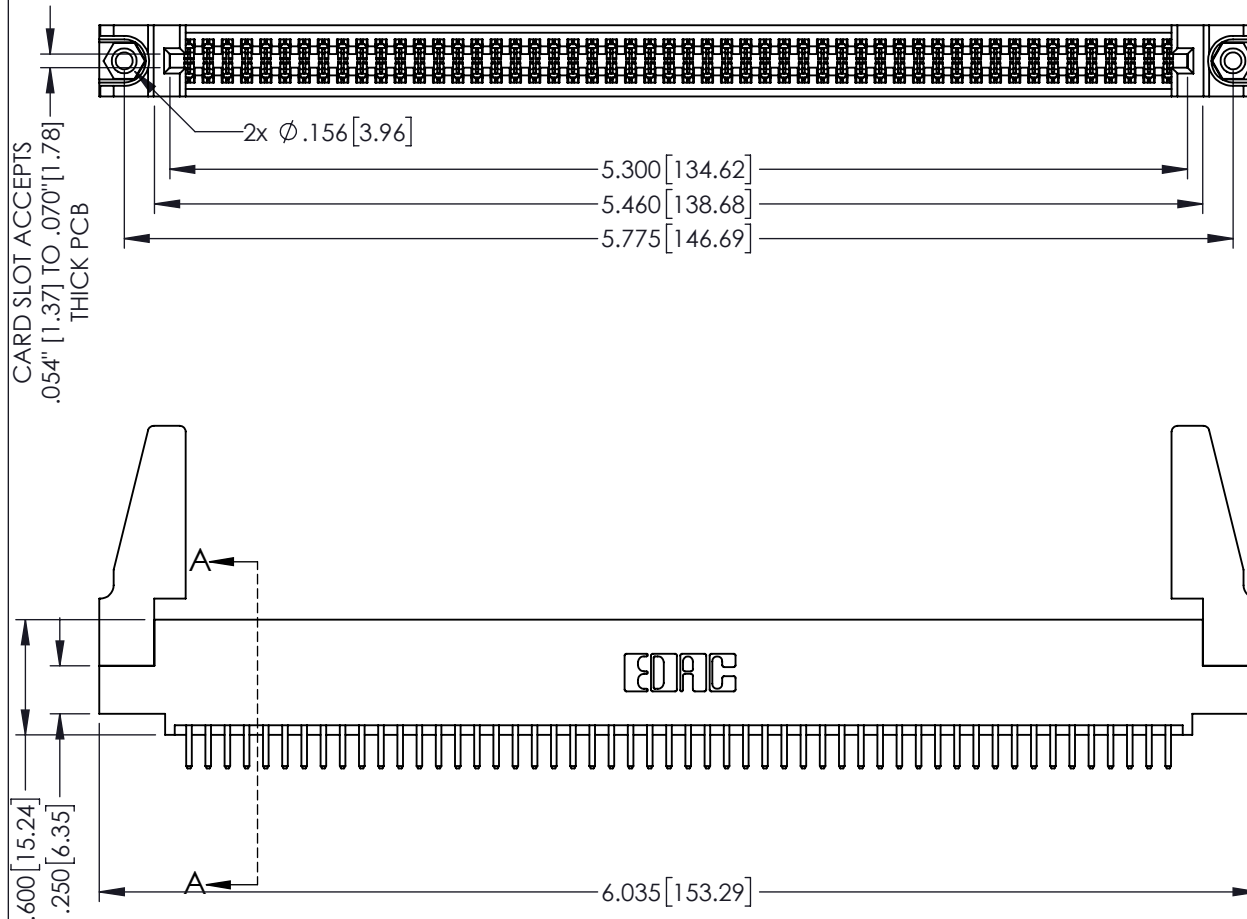 2x Ø .156[3.96]
5.300[134.62]
5.460[138.68]
5.775[146.69]
CARD SLOT ACCEPTS
.054" [1.37] TO .070"[1.78]
THICK PCB
A
EDAC
.600[15.24]
.250[6.35]
A
6.035[153.29]